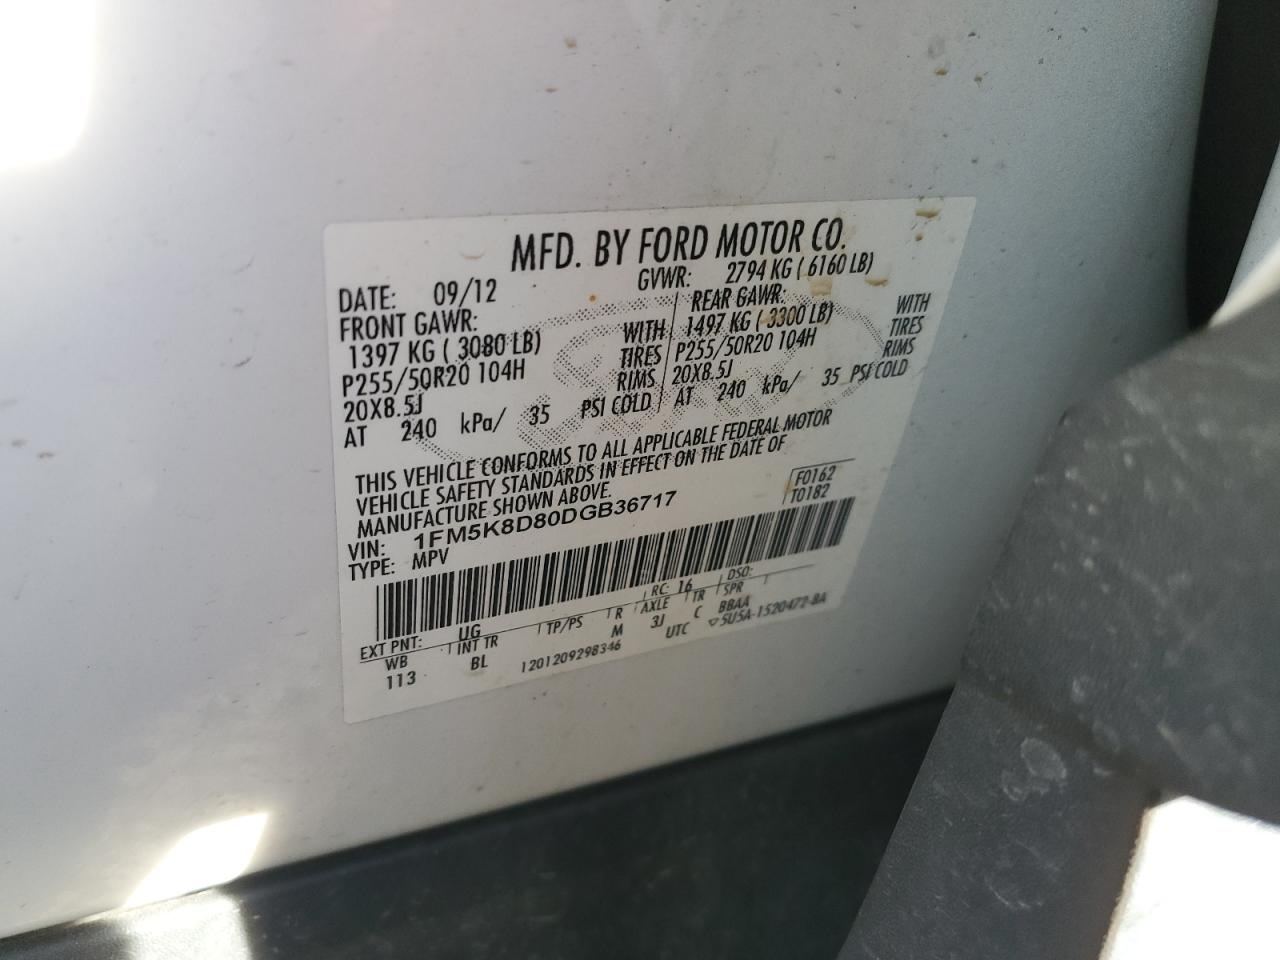 MFD. BY FORD MOTOR CO.
DATE: 09/12 GVWR: 2794 KG ( 6160 LB)
FRONT GAWR: REAR GAWR:
1397 KG ( 3080 LB) WITH 1497 KG ( 3300 LB) WITH
P255/50R20 104H TIRES P255/50R20 104H TIRES
20X8.5J RIMS 20X8.5J RIMS
AT 240 kPa/ 35 PSI COLD AT 240 kPa/ 35 PSI COLD
THIS VEHICLE CONFORMS TO ALL APPLICABLE FEDERAL MOTOR
VEHICLE SAFETY STANDARDS IN EFFECT ON THE DATE OF
MANUFACTURE SHOWN ABOVE.
F0162
T0182
VIN: 1FM5K8D80DGB36717
TYPE: MPV
EXT PNT: UG RC: 16 DSO:
WB INT TR TP/PS R AXLE TR SPR
113 BL M 3J C BBAA
1201209298346 UTC ▽5U5A-1520472-BA